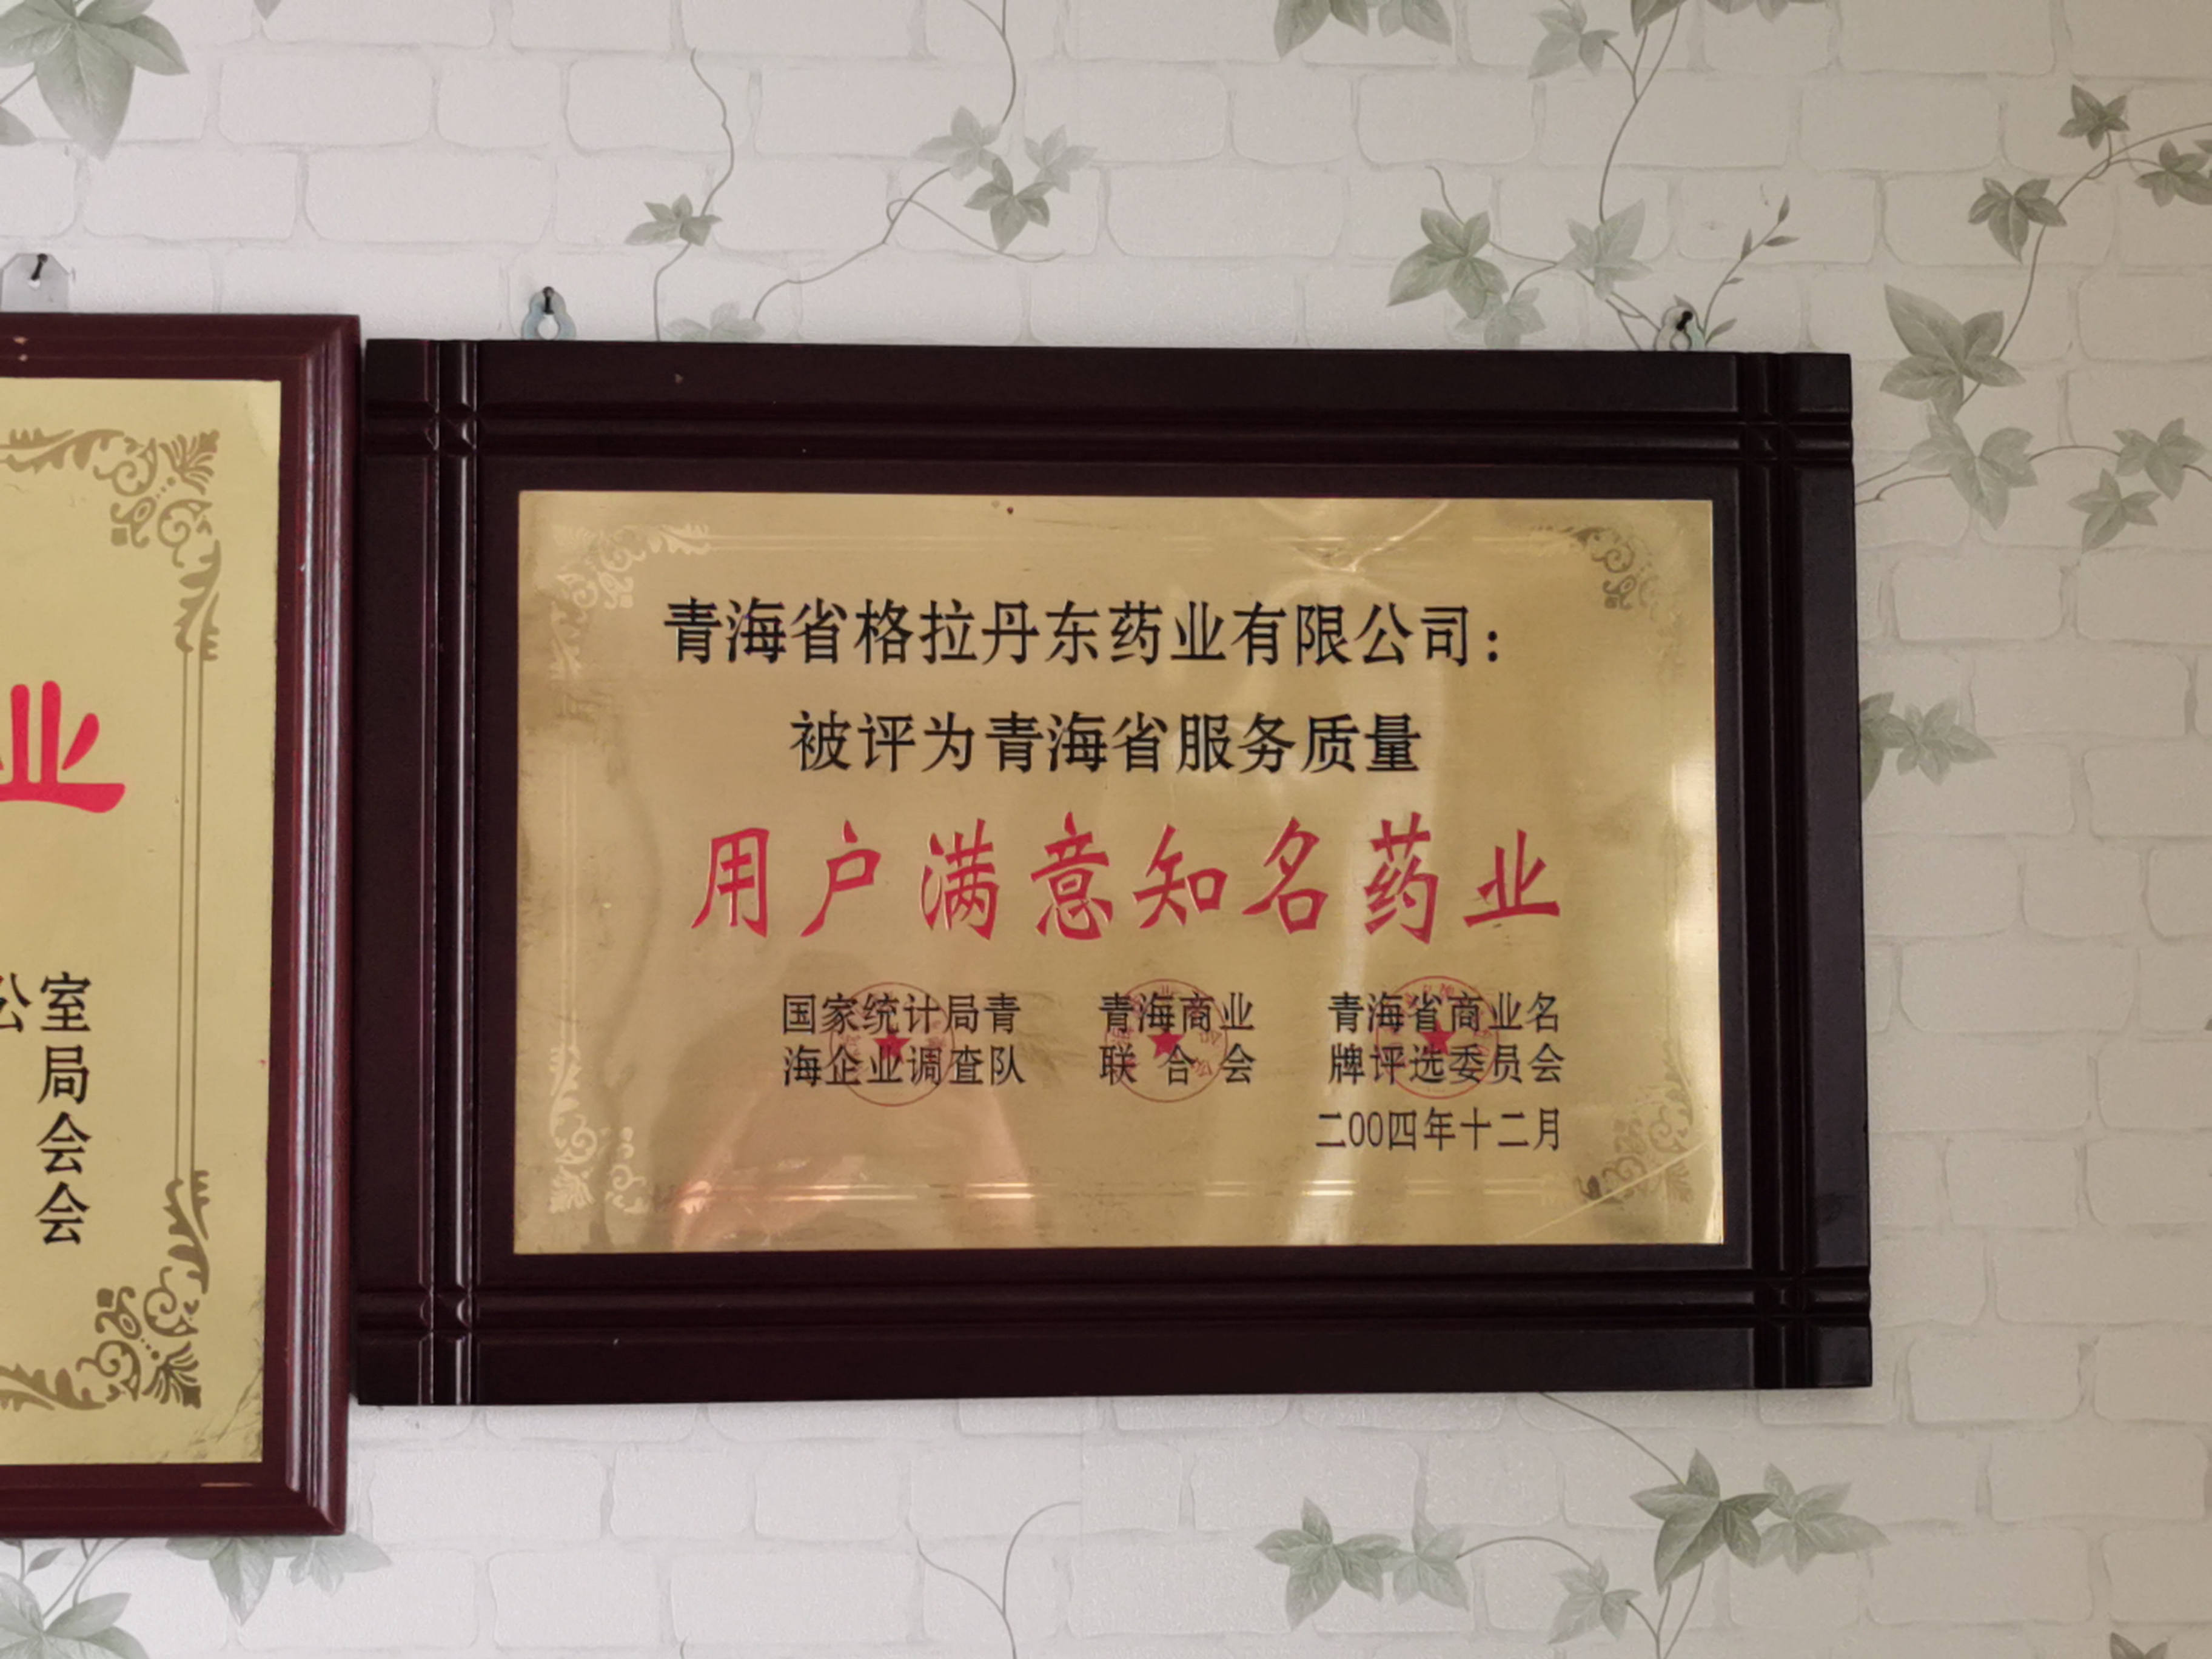 业
公室
局
会
会
青海省格拉丹东药业有限公司：
被评为青海省服务质量
用户满意知名药业
国家统计局青 青海商业 青海省商业名
海企业调查队 联合会 牌评选委员会
二00四年十二月